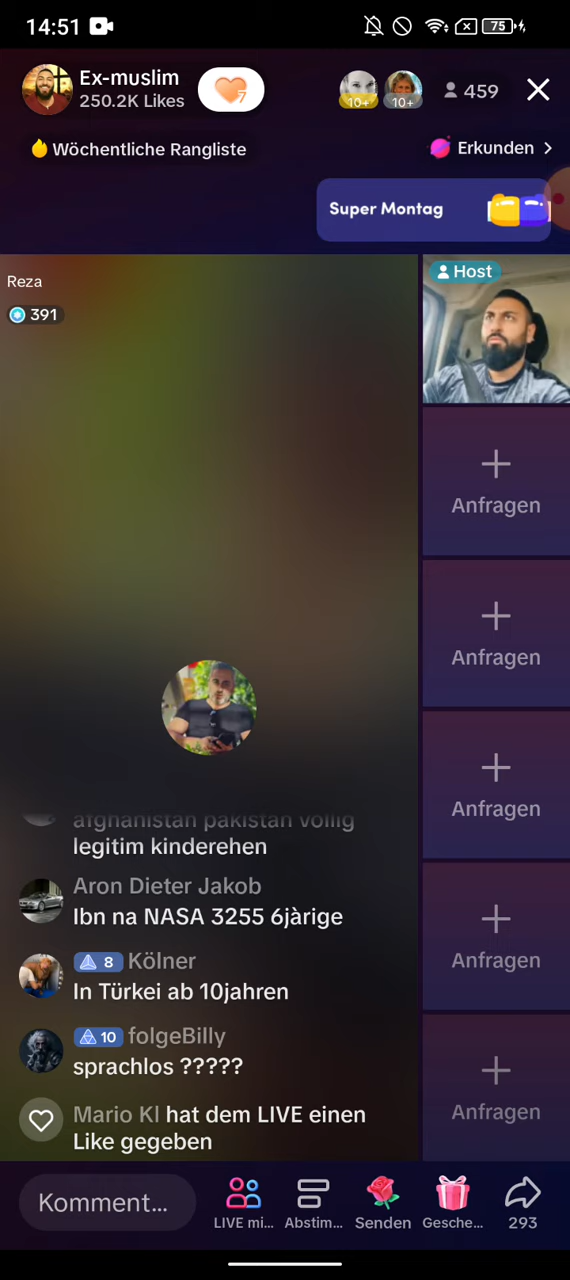 14:51
75
Ex-muslim
250.2K Likes
7
10+
10+
459
Wöchentliche Rangliste
Erkunden
Super Montag
Reza
391
Host
Anfragen
Anfragen
Anfragen
Anfragen
Anfragen
afghanistan pakistan völlig
legitim kinderehen
Aron Dieter Jakob
Ibn na NASA 3255 6jàrige
8 Kölner
In Türkei ab 10jahren
10 folgeBilly
sprachlos ?????
Mario Kl hat dem LIVE einen
Like gegeben
Komment...
LIVE mi...
Abstim...
Senden
Gesche...
293